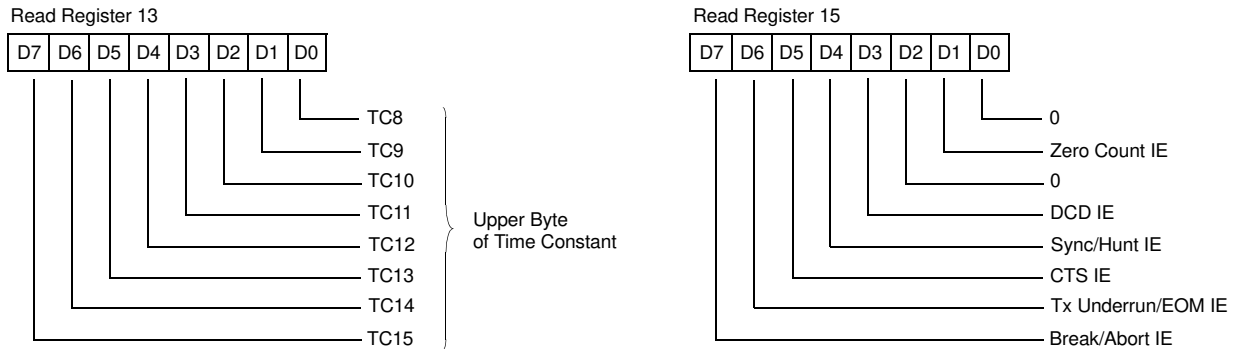 Read Register 13
D7 D6 D5 D4 D3 D2 D1 D0
TC8
TC9
TC10
TC11
TC12
TC13
TC14
TC15
Upper Byte
of Time Constant
Read Register 15
D7 D6 D5 D4 D3 D2 D1 D0
0
Zero Count IE
0
DCD IE
Sync/Hunt IE
CTS IE
Tx Underrun/EOM IE
Break/Abort IE